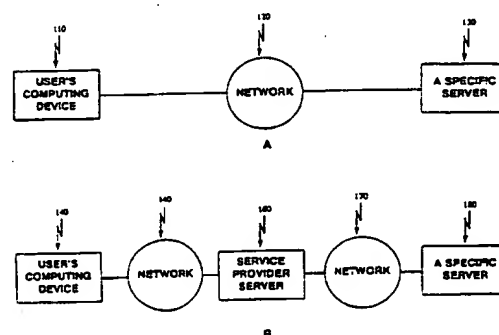 110
120
130
USER'S
COMPUTING
DEVICE
NETWORK
A SPECIFIC
SERVER
A
140
140
160
170
180
USER'S
COMPUTING
DEVICE
NETWORK
SERVICE
PROVIDER
SERVER
NETWORK
A SPECIFIC
SERVER
B